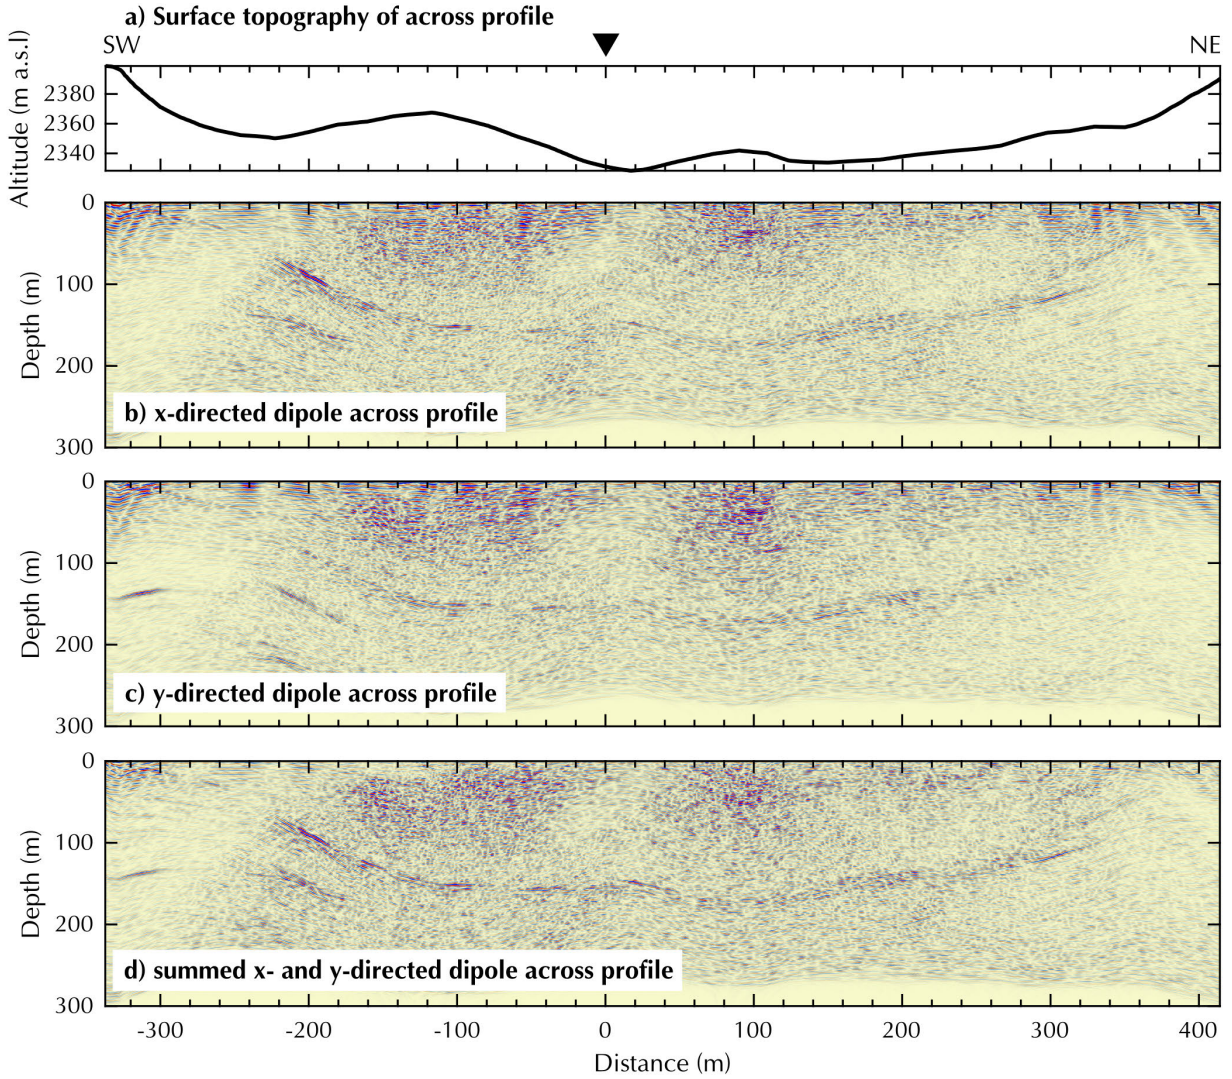 a) Surface topography of across profile
SW
NE
Altitude (m a.s.l)
2380
2360
2340
0
100
200
300
Depth (m)
b) x-directed dipole across profile
0
100
200
300
Depth (m)
c) y-directed dipole across profile
0
100
200
300
Depth (m)
d) summed x- and y-directed dipole across profile
-300 -200 -100 0 100 200 300 400
Distance (m)